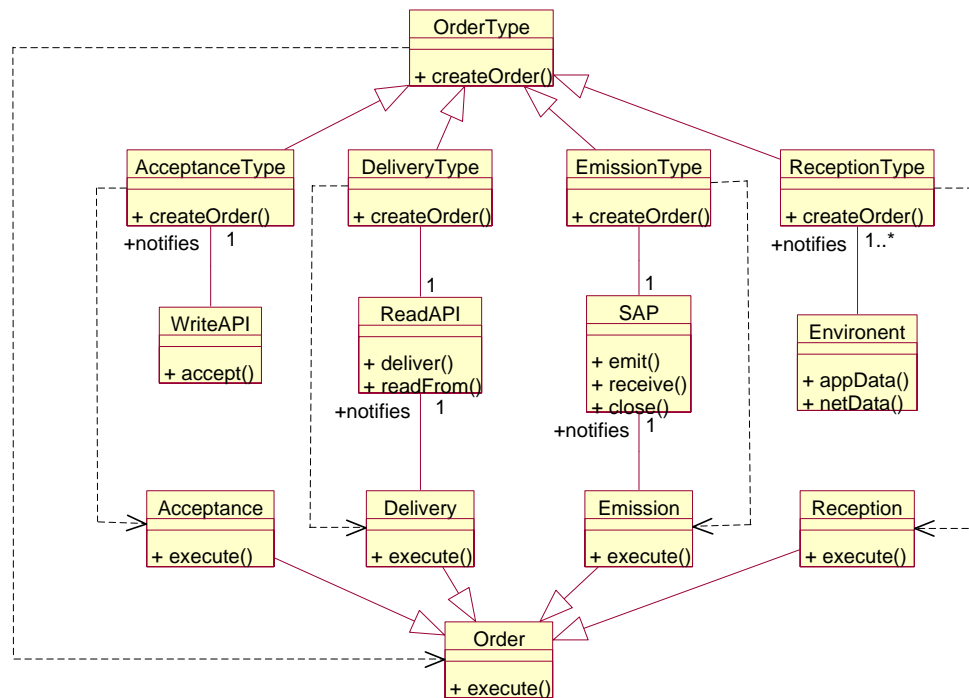 OrderType
+ createOrder()
AcceptanceType
+ createOrder()
DeliveryType
+ createOrder()
EmissionType
+ createOrder()
ReceptionType
+ createOrder()
+notifies
1
+notifies
1..*
1
1
WriteAPI
+ accept()
ReadAPI
+ deliver()
+ readFrom()
SAP
+ emit()
+ receive()
+ close()
Environent
+ appData()
+ netData()
+notifies
1
+notifies
1
Acceptance
+ execute()
Delivery
+ execute()
Emission
+ execute()
Reception
+ execute()
Order
+ execute()